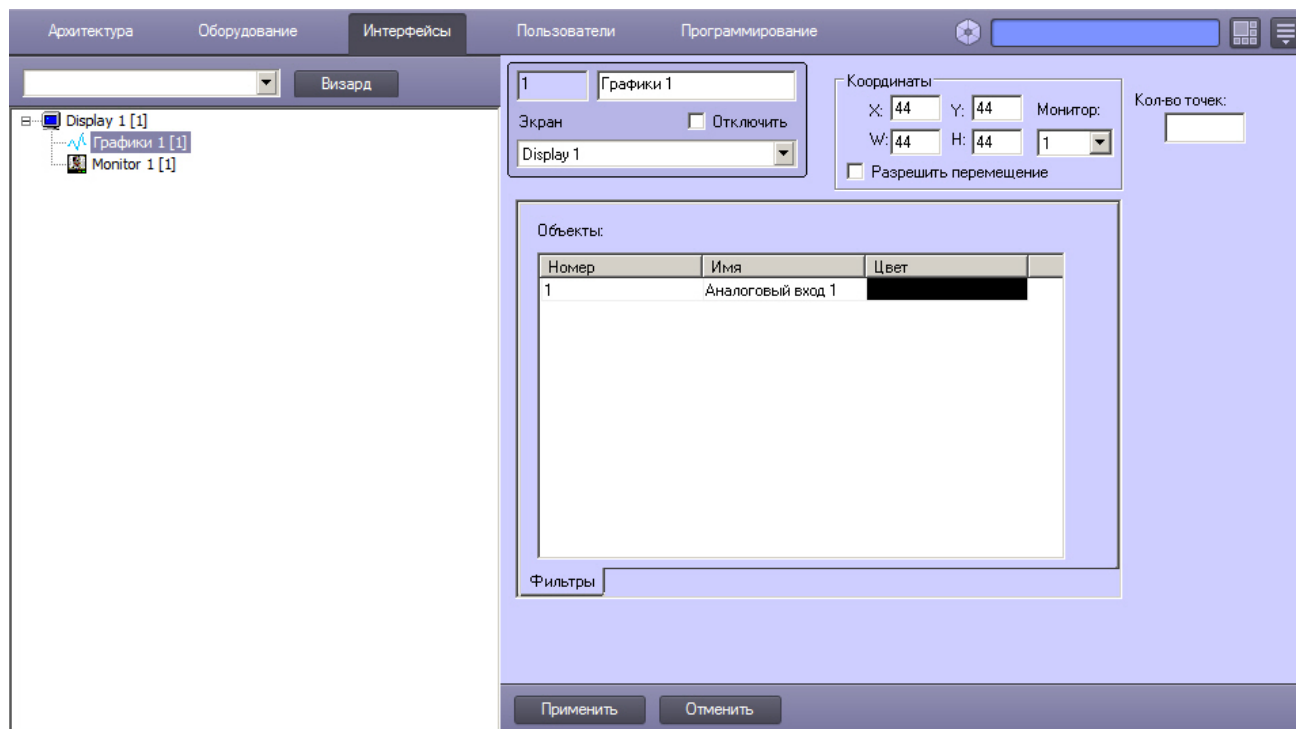 Архитектура Оборудование Интерфейсы Пользователи Программирование
Визард
Display 1 [1]
Графики 1 [1]
Monitor 1 [1]
1 Графики 1
Экран Отключить
Display 1
Координаты
X: 44 Y: 44 Монитор:
W: 44 H: 44 1
Разрешить перемещение
Кол-во точек:
Объекты:
Номер Имя Цвет
1 Аналоговый вход 1
Фильтры
Применить Отменить